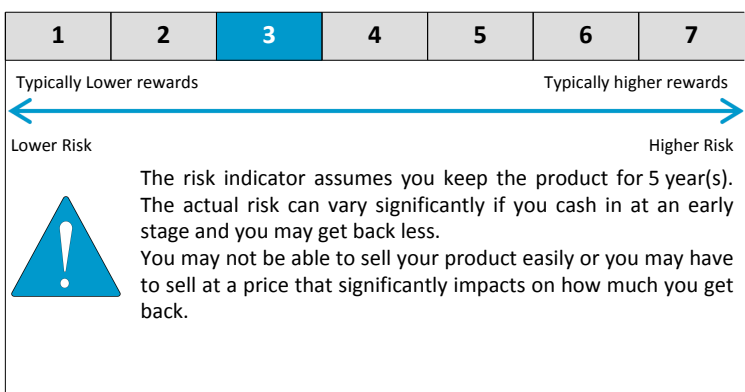 1 2 3 4 5 6 7
Typically Lower rewards Typically higher rewards
Lower Risk Higher Risk
The risk indicator assumes you keep the product for 5 year(s).
The actual risk can vary significantly if you cash in at an early
stage and you may get back less.
You may not be able to sell your product easily or you may have
to sell at a price that significantly impacts on how much you get
back.